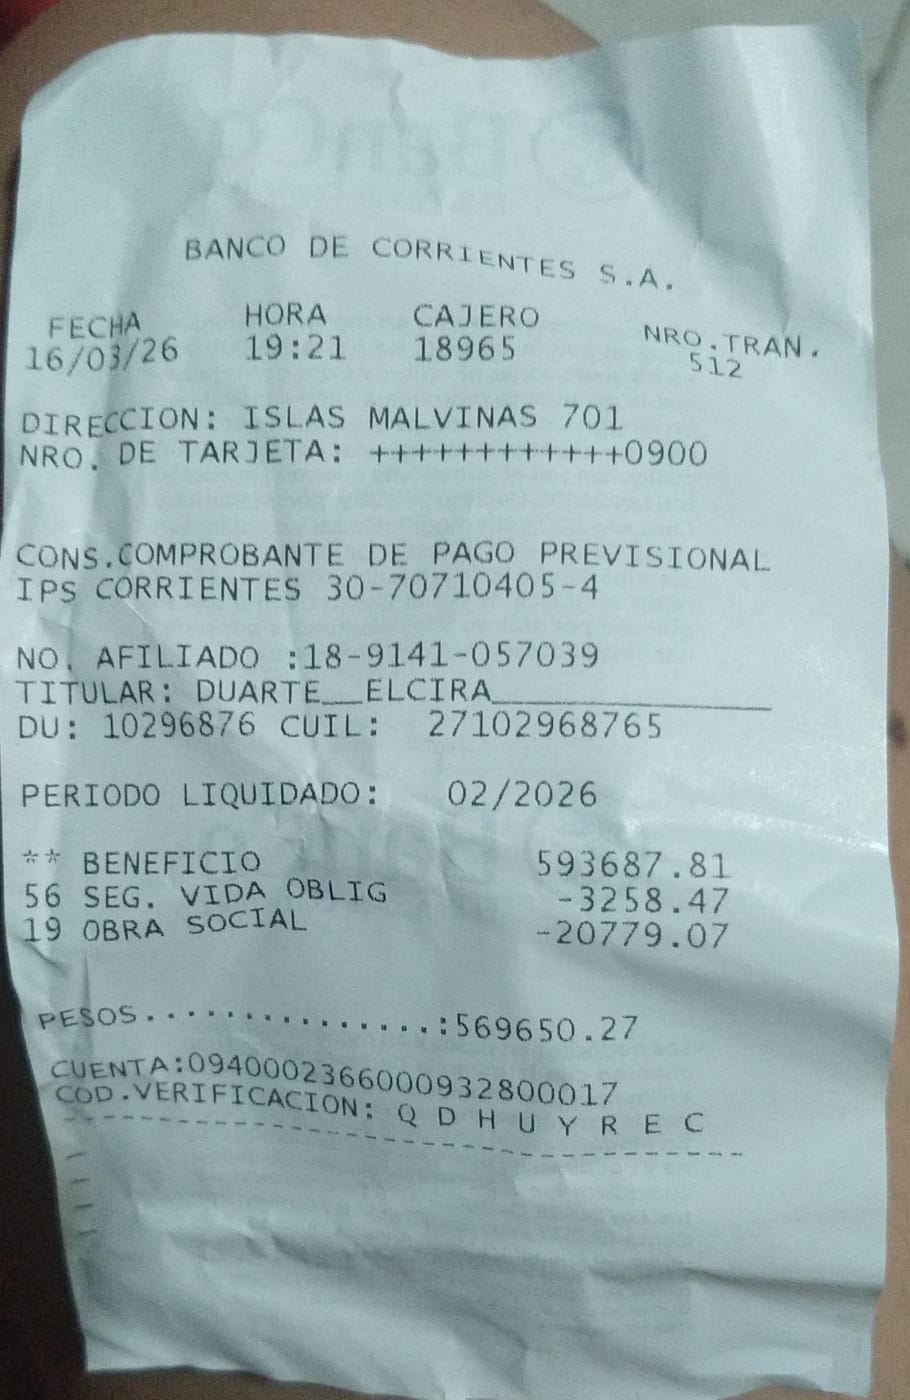 BANCO DE CORRIENTES S.A.
FECHA HORA CAJERO NRO.TRAN.
16/03/26 19:21 18965 512
DIRECCION: ISLAS MALVINAS 701
NRO. DE TARJETA: ++++++++++++0900
CONS.COMPROBANTE DE PAGO PREVISIONAL
IPS CORRIENTES 30-70710405-4
NO. AFILIADO :18-9141-057039
TITULAR: DUARTE__ELCIRA______________
DU: 10296876 CUIL: 27102968765
PERIODO LIQUIDADO: 02/2026
** BENEFICIO 593687.81
56 SEG. VIDA OBLIG -3258.47
19 OBRA SOCIAL -20779.07
PESOS...............:569650.27
CUENTA:0940002366000932800017
COD.VERIFICACION: Q D H U Y R E C